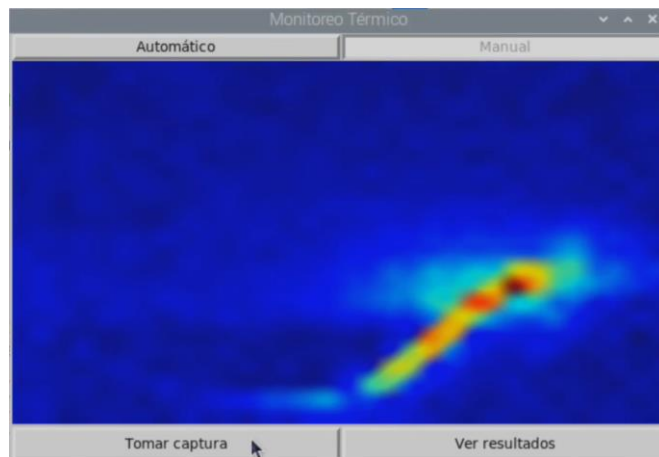 Monitoreo Térmico
Automático
Manual
Tomar captura
Ver resultados